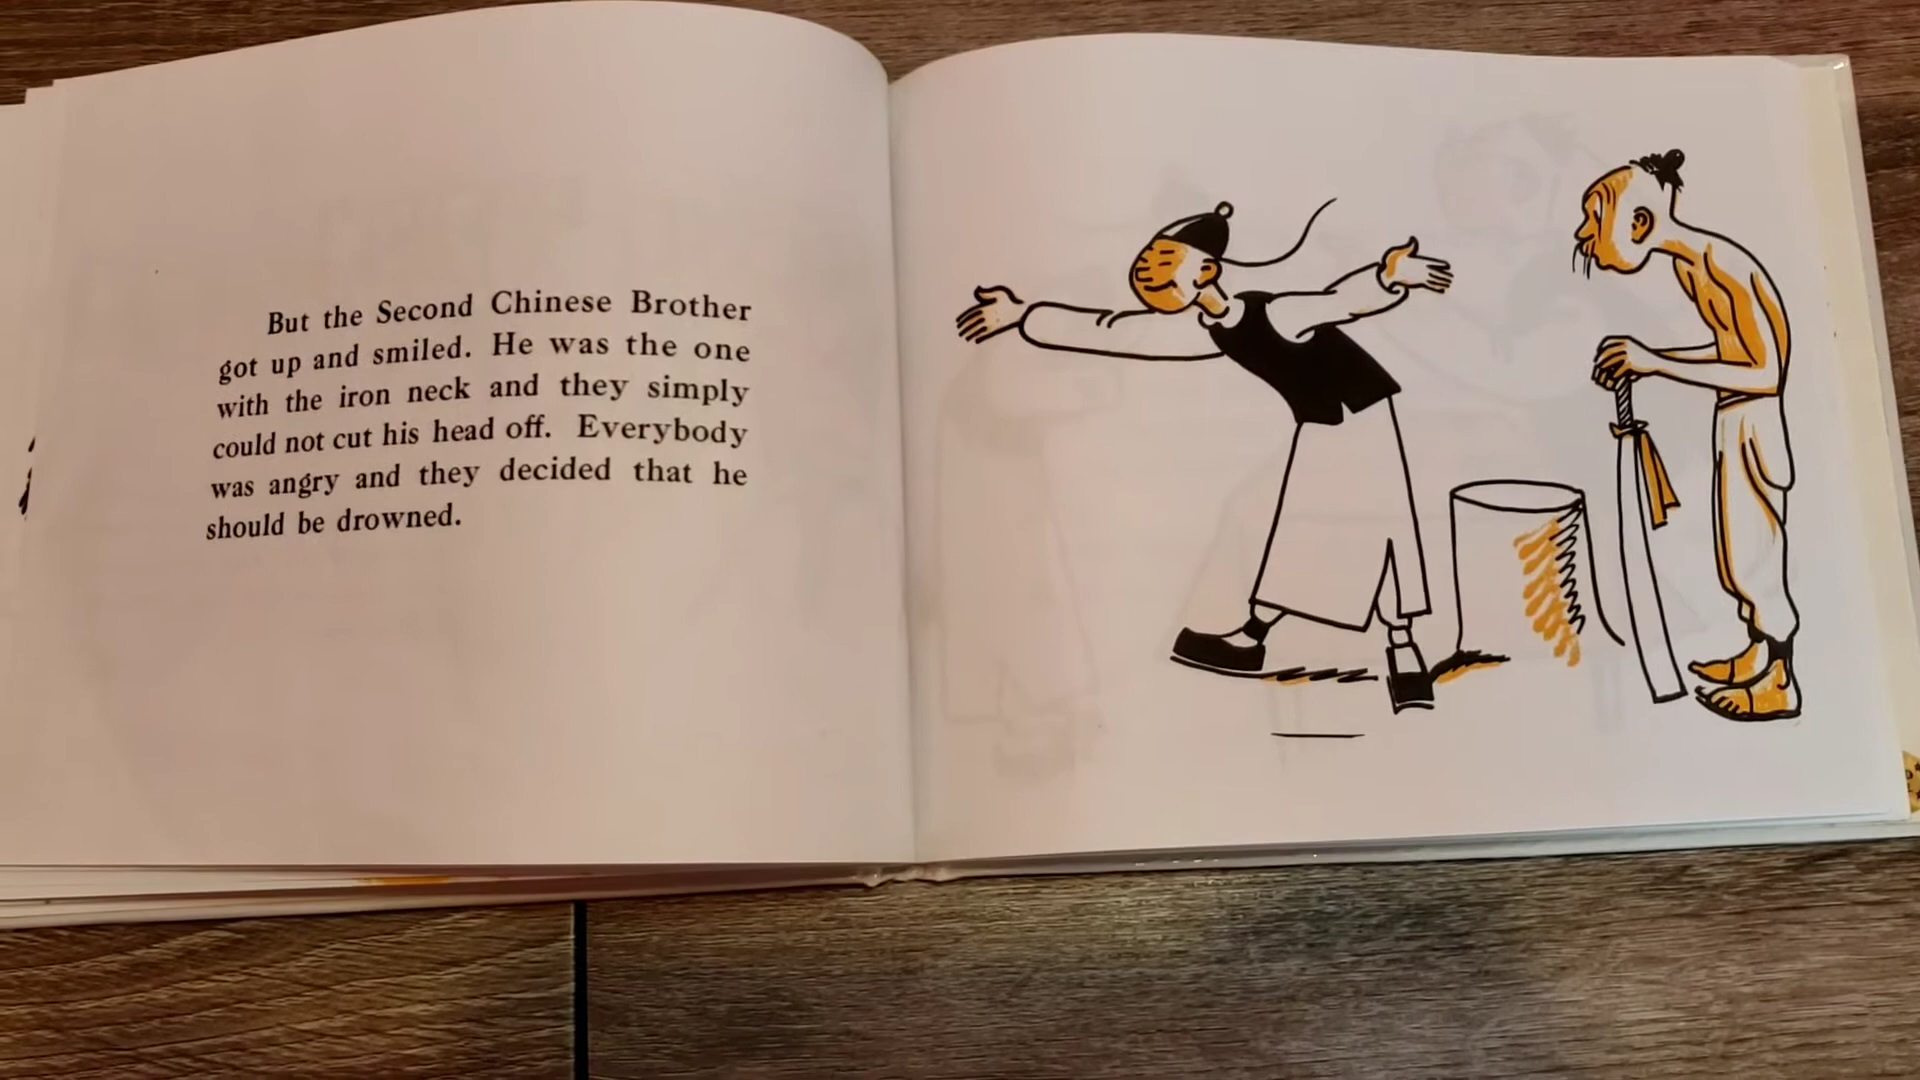 But the Second Chinese Brother
got up and smiled. He was the one
with the iron neck and they simply
could not cut his head off. Everybody
was angry and they decided that he
should be drowned.